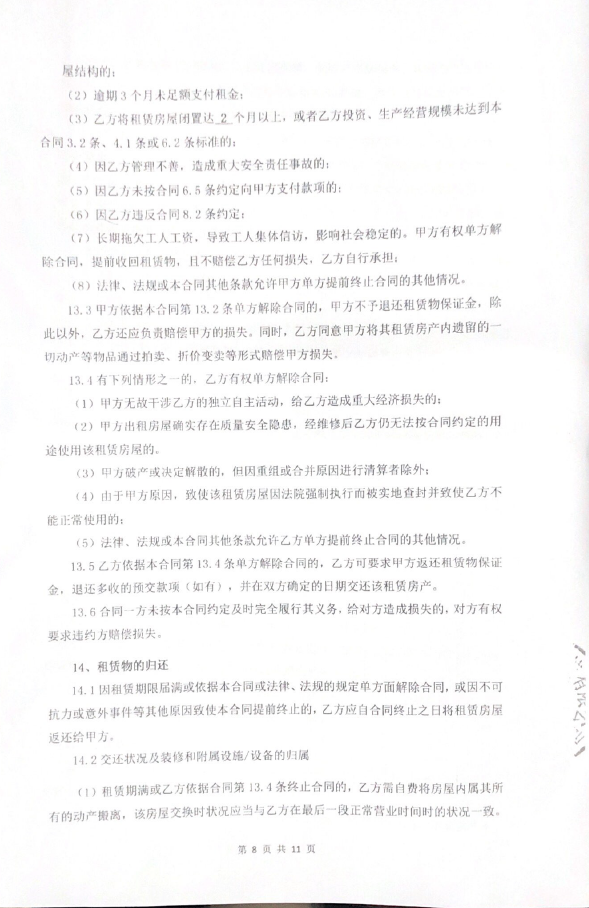 屋结构的；
（2）逾期3个月未足额支付租金；
（3）乙方将租赁房屋闭置达 2 个月以上，或者乙方投资、生产经营规模未达到本
合同3.2条、4.1条或6.2条标准的；
（4）因乙方管理不善，造成重大安全责任事故的；
（5）因乙方未按合同6.5条约定向甲方支付款项的；
（6）因乙方违反合同8.2条约定；
（7）长期拖欠工人工资、导致工人集体信访，影响社会稳定的。甲方有权单方解
除合同，提前收回租赁物，且不赔偿乙方任何损失，乙方自行承担；
（8）法律、法规或本合同其他条款允许甲方单方提前终止合同的其他情况。
13.3甲方依据本合同第13.2条单方解除合同的，甲方不予退还租赁物保证金，除
此以外，乙方还应负责赔偿甲方的损失。同时，乙方同意甲方将其租赁房产内遗留的一
切动产等物品通过拍卖、折价变卖等形式赔偿甲方损失。
13.4有下列情形之一的，乙方有权单方解除合同：
（1）甲方无故干涉乙方的独立自主活动，给乙方造成重大经济损失的；
（2）甲方出租房屋确实存在质量安全隐患，经维修后乙方仍无法按合同约定的用
途使用该租赁房屋的。
（3）甲方破产或决定解散的，但因重组或合并原因进行清算者除外；
（4）由于甲方原因，致使该租赁房屋因法院强制执行而被实地查封并致使乙方不
能正常使用的；
（5）法律、法规或本合同其他条款允许乙方单方提前终止合同的其他情况。
13.5乙方依据本合同第13.4条单方解除合同的，乙方可要求甲方返还租赁物保证
金，退还多收的预交款项（如有），并在双方确定的日期交还该租赁房产。
13.6合同一方未按本合同约定及时完全履行其义务，给对方造成损失的，对方有权
要求违约方赔偿损失。
14、租赁物的归还
14.1因租赁期限届满或依据本合同或法律、法规的规定单方面解除合同，或因不可
抗力或意外事件等其他原因致使本合同提前终止的，乙方应自合同终止之日将租赁房屋
返还给甲方。
14.2交还状况及装修和附属设施/设备的归属
（1）租赁期满或乙方依据合同第13.4条终止合同的，乙方需自费将房屋内属其所
有的动产搬离，该房屋交换时状况应当与乙方在最后一段正常营业时间时的状况一致。
第 8 页 共 11 页